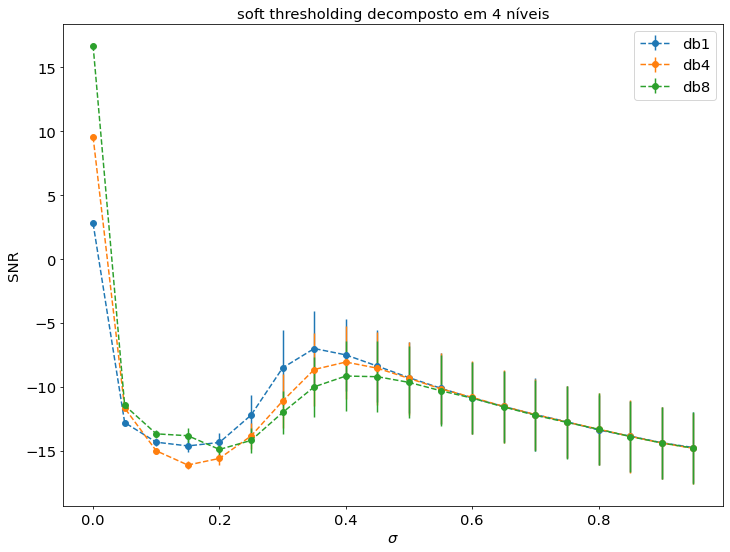 soft thresholding decomposto em 4 níveis
db1
db4
db8
SNR
15
10
5
0
−5
−10
−15
0.0 0.2 0.4 0.6 0.8
σ